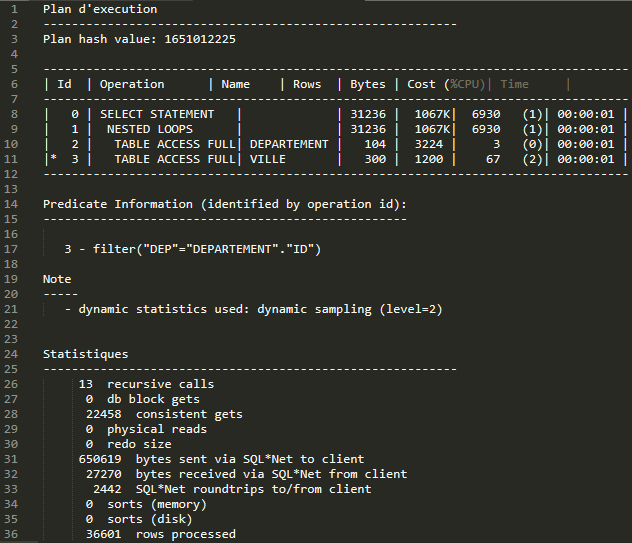 1 Plan d'execution
2 ----------------------------------------------------------
3 Plan hash value: 1651012225
4
5 ----------------------------------------------------------------------------------
6 | Id  | Operation      | Name    | Rows  | Bytes | Cost (%CPU)| Time     |
7 ----------------------------------------------------------------------------------
8 |   0 | SELECT STATEMENT   |             | 31236 |  1067K|  6930   (1)| 00:00:01 |
9 |   1 |  NESTED LOOPS      |             | 31236 |  1067K|  6930   (1)| 00:00:01 |
10 |   2 |   TABLE ACCESS FULL| DEPARTEMENT |   104 |  3224 |     3   (0)| 00:00:01 |
11 |*  3 |   TABLE ACCESS FULL| VILLE       |   300 |  1200 |    67   (2)| 00:00:01 |
12 ----------------------------------------------------------------------------------
13
14 Predicate Information (identified by operation id):
15 ---------------------------------------------------
16
17    3 - filter("DEP"="DEPARTEMENT"."ID")
18
19 Note
20 -----
21    - dynamic statistics used: dynamic sampling (level=2)
22
23
24 Statistiques
25 ----------------------------------------------------------
26      13  recursive calls
27       0  db block gets
28      22458  consistent gets
29       0  physical reads
30       0  redo size
31     650619  bytes sent via SQL*Net to client
32      27270  bytes received via SQL*Net from client
33       2442  SQL*Net roundtrips to/from client
34       0  sorts (memory)
35       0  sorts (disk)
36      36601  rows processed